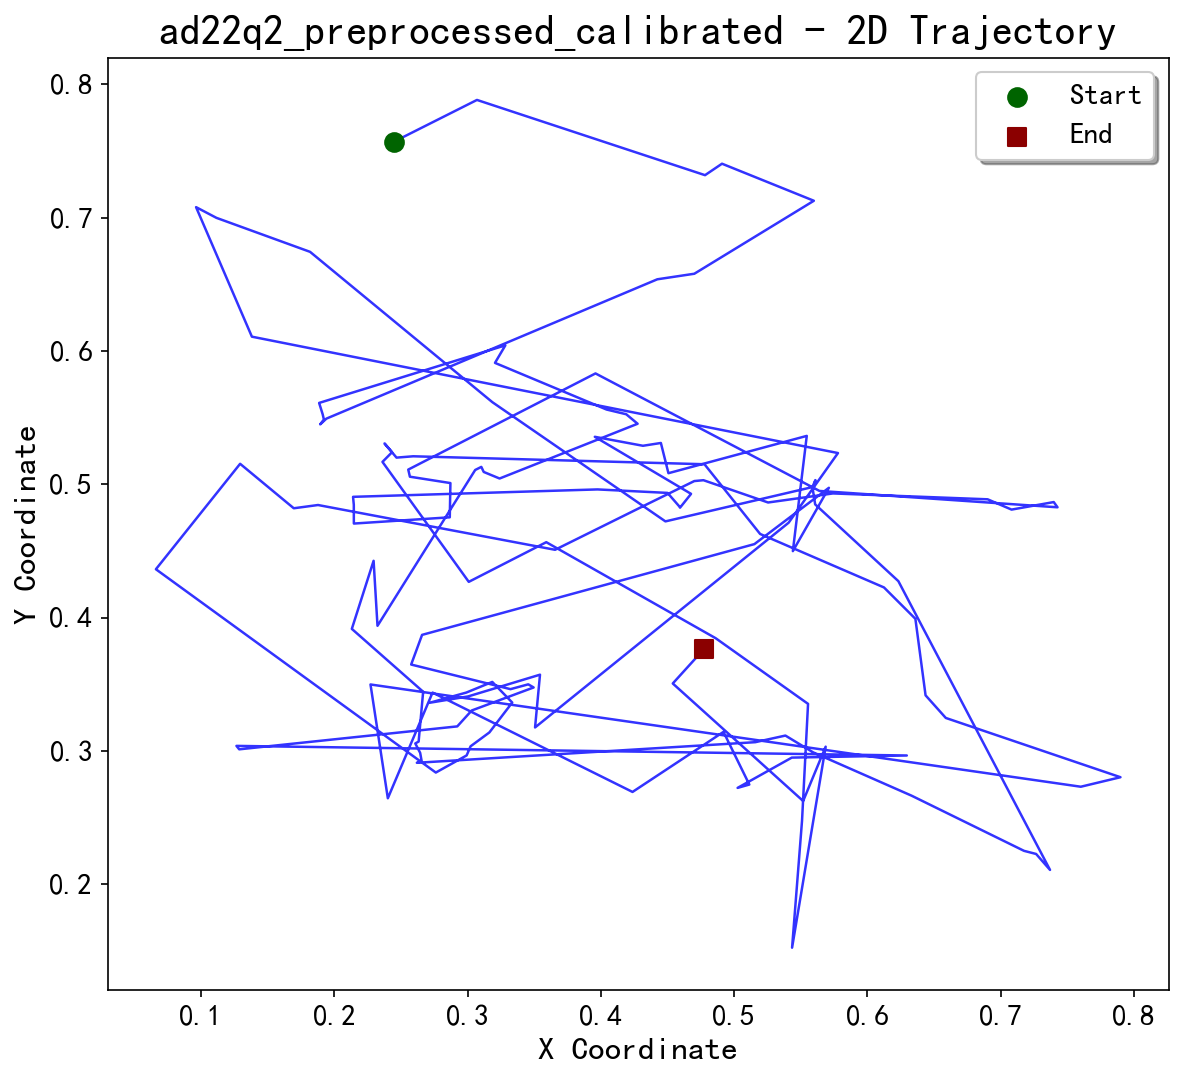 ad22q2_preprocessed_calibrated - 2D Trajectory
Start
End
0.8
0.7
0.6
0.5
0.4
0.3
0.2
Y Coordinate
0.1 0.2 0.3 0.4 0.5 0.6 0.7 0.8
X Coordinate